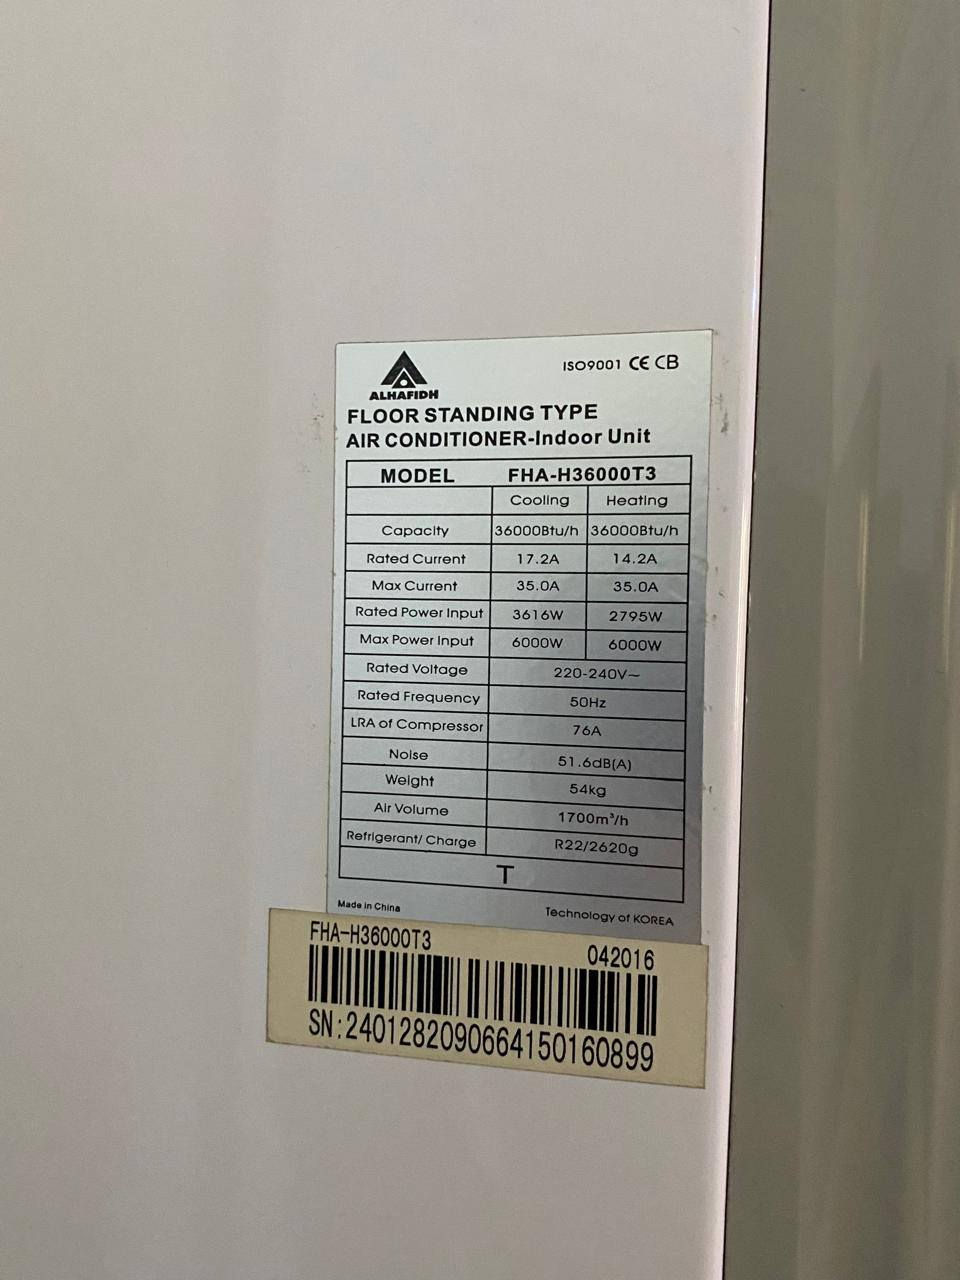 ISO9001 CE CB
ALHAFIDH
FLOOR STANDING TYPE
AIR CONDITIONER-Indoor Unit
MODEL FHA-H36000T3
Cooling Heating
Capacity 36000Btu/h 36000Btu/h
Rated Current 17.2A 14.2A
Max Current 35.0A 35.0A
Rated Power Input 3616W 2795W
Max Power Input 6000W 6000W
Rated Voltage 220-240V~
Rated Frequency 50Hz
LRA of Compressor 76A
Noise 51.6dB(A)
Weight 54kg
Air Volume 1700m³/h
Refrigerant/ Charge R22/2620g
T
Made in China Technology of KOREA
FHA-H36000T3 042016
SN:2401282090664150160899